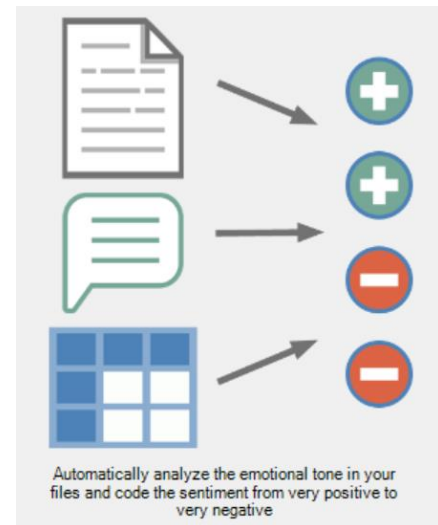 Automatically analyze the emotional tone in your
files and code the sentiment from very positive to
very negative